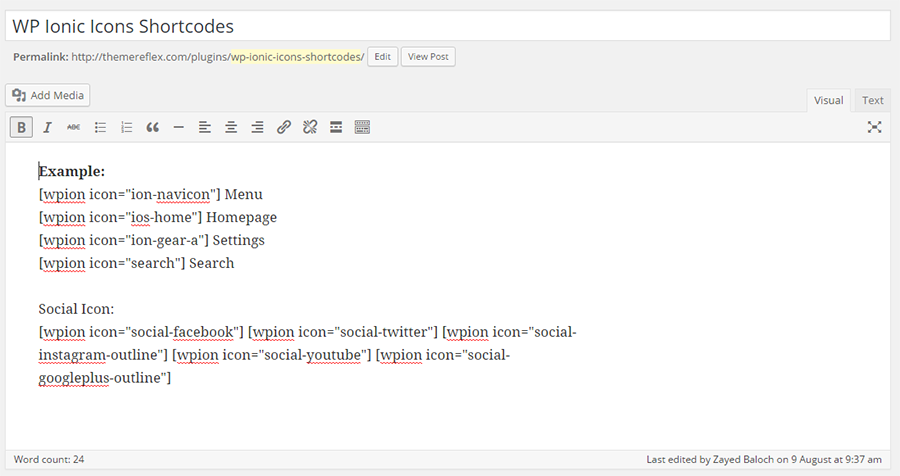 WP Ionic Icons Shortcodes
Permalink: http://themereflex.com/plugins/wp-ionic-icons-shortcodes/ Edit View Post
Add Media
Visual Text
B I ABC
Example:
[wpion icon="ion-navicon"] Menu
[wpion icon="ios-home"] Homepage
[wpion icon="ion-gear-a"] Settings
[wpion icon="search"] Search
Social Icon:
[wpion icon="social-facebook"] [wpion icon="social-twitter"] [wpion icon="social-
instagram-outline"] [wpion icon="social-youtube"] [wpion icon="social-
googleplus-outline"]
Word count: 24 Last edited by Zayed Baloch on 9 August at 9:37 am